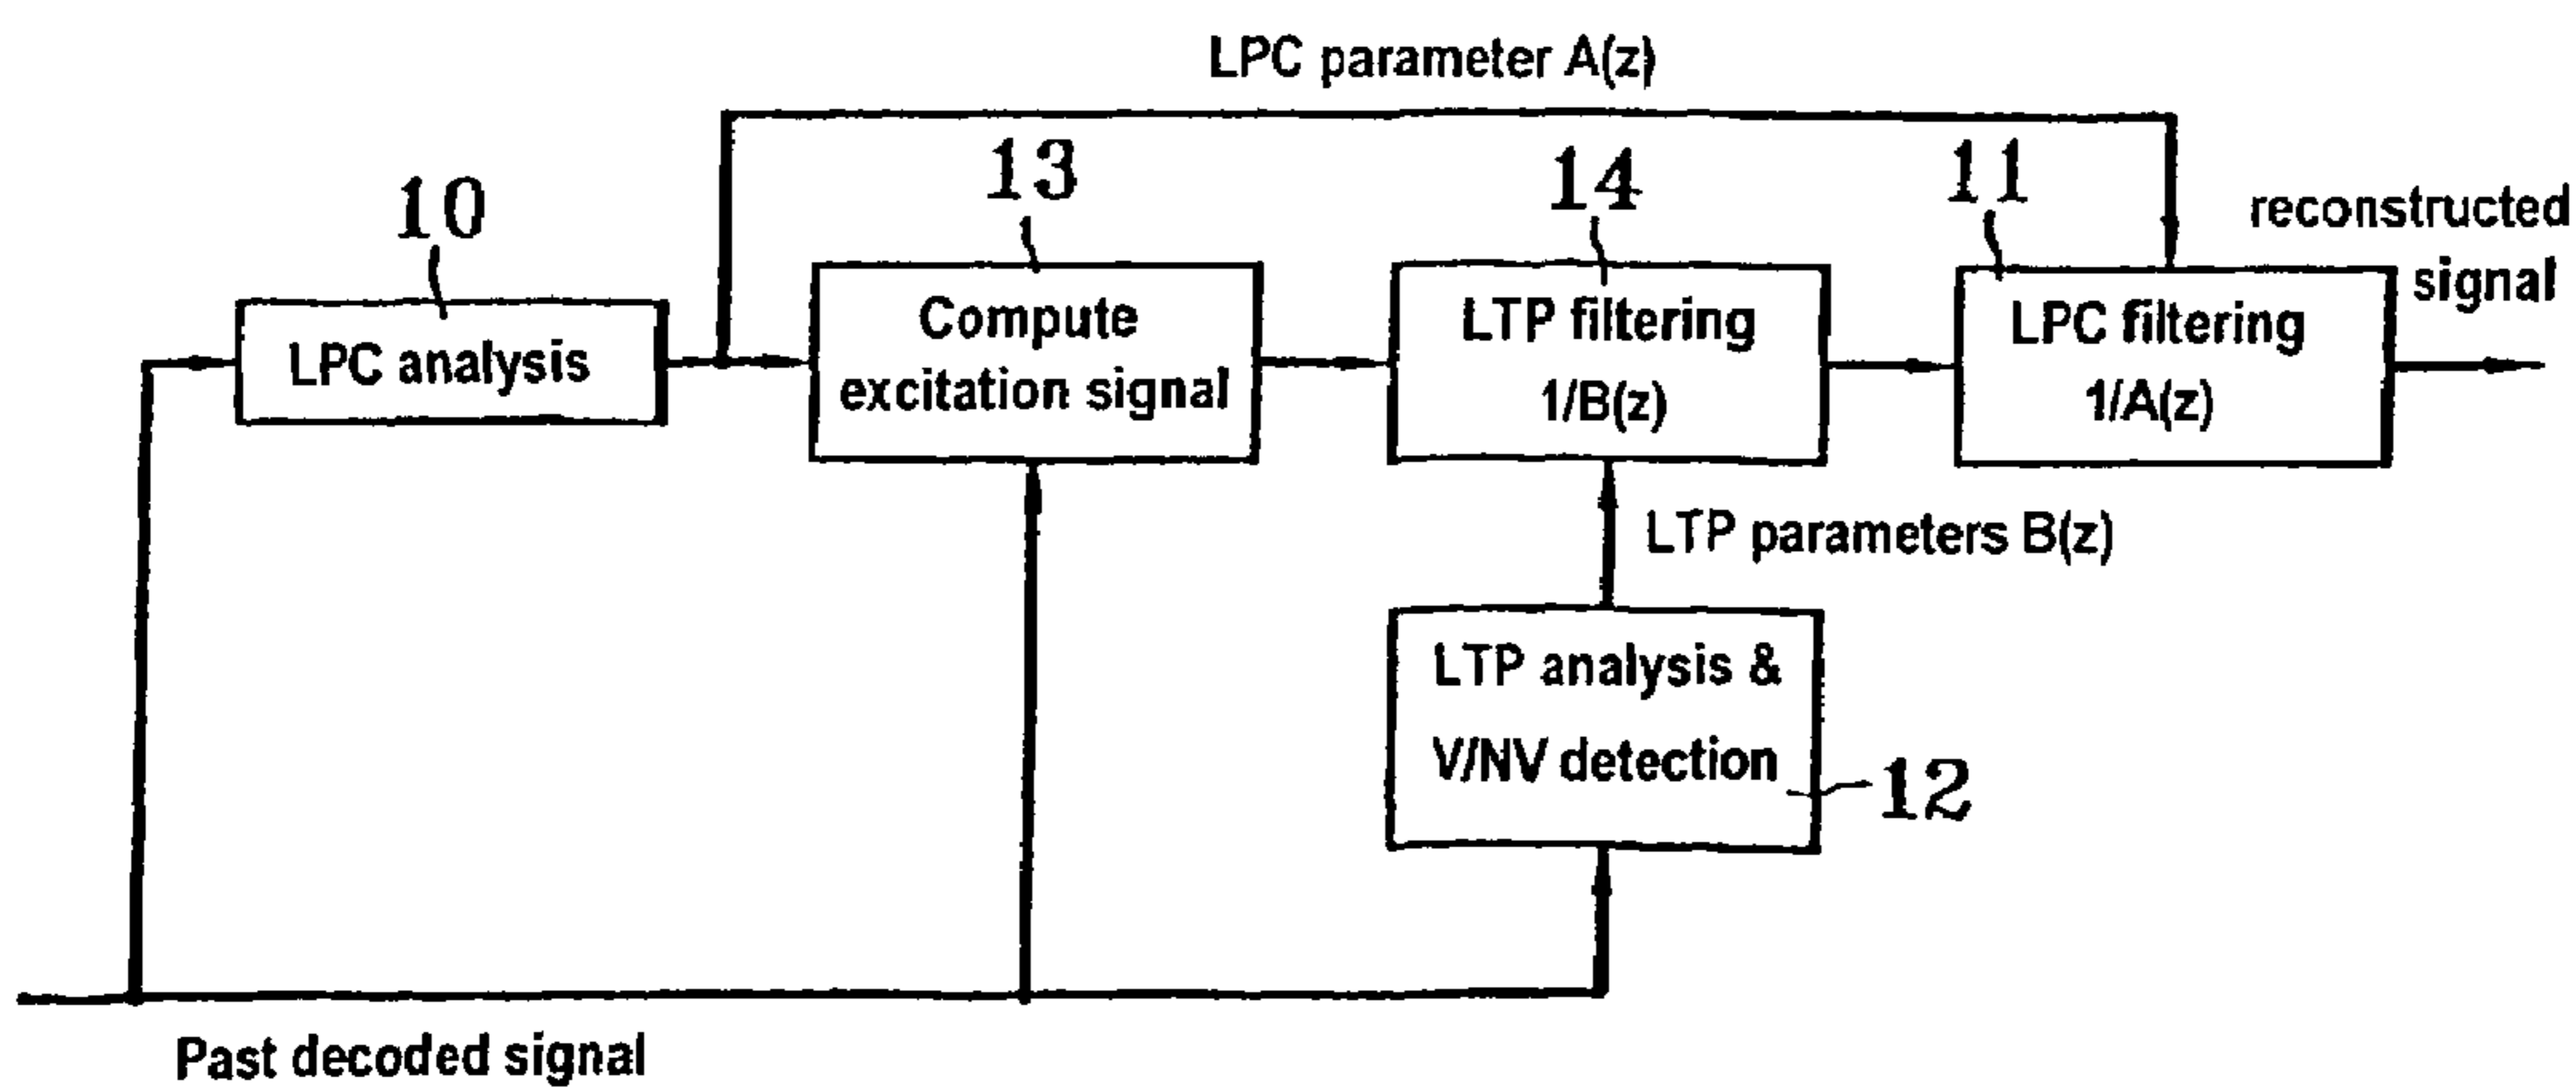 LPC parameter A(z)
10
13
14
11
reconstructed
signal
LPC analysis
Compute
excitation signal
LTP filtering
1/B(z)
LPC filtering
1/A(z)
LTP parameters B(z)
LTP analysis &
V/NV detection
12
Past decoded signal